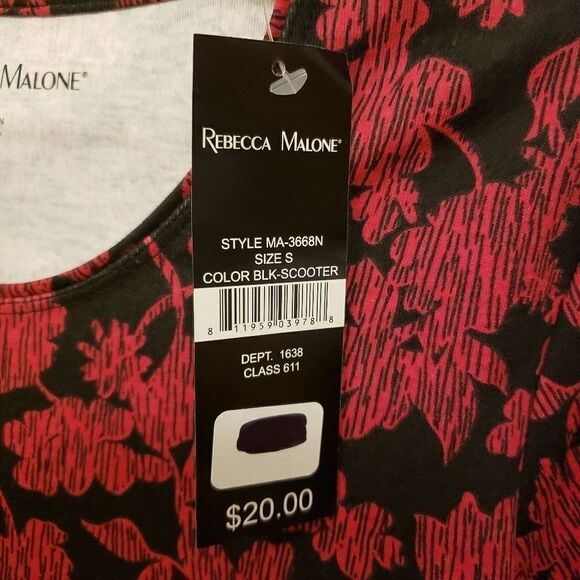 MALONE®
N
REBECCA MALONE®
STYLE MA-3668N
SIZE S
COLOR BLK-SCOOTER
8 11959 03978 8
DEPT. 1638
CLASS 611
$20.00